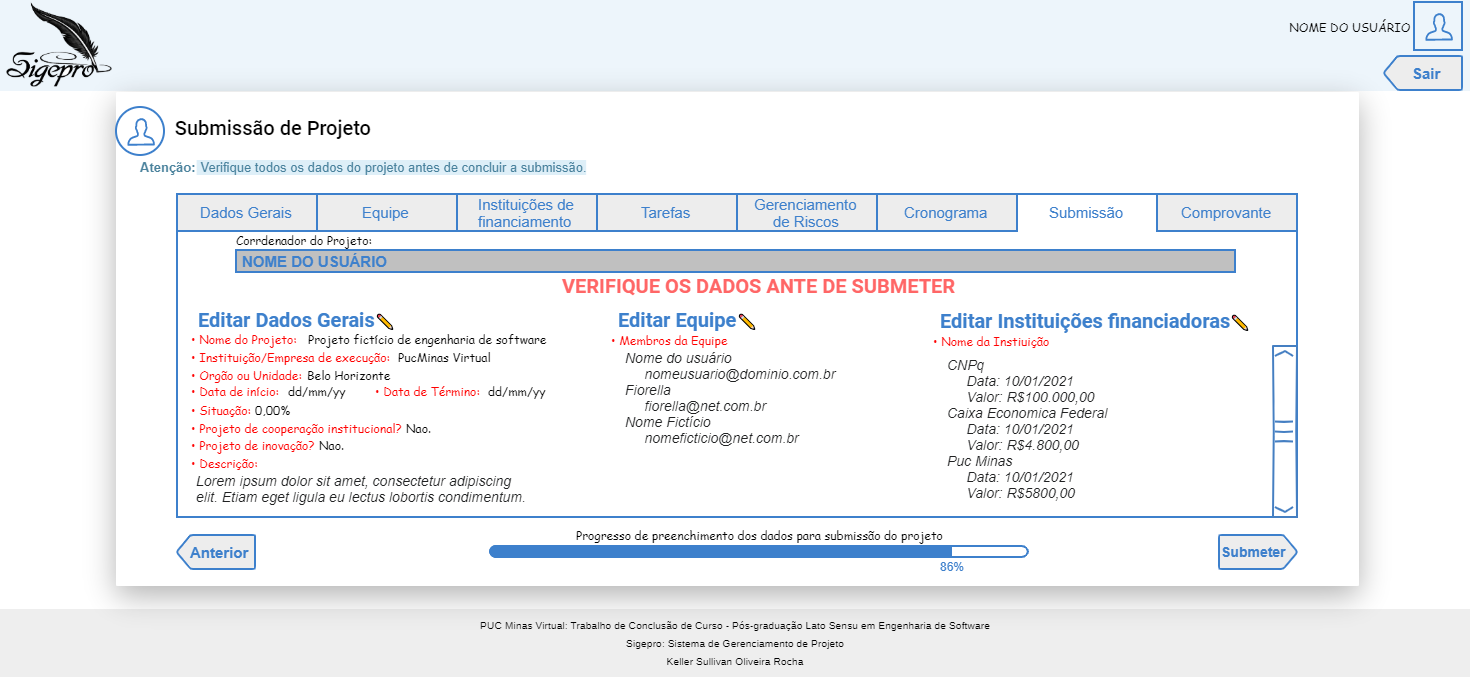 Sigepro
NOME DO USUÁRIO
Sair
Submissão de Projeto
Atenção: Verifique todos os dados do projeto antes de concluir a submissão.
Dados Gerais
Equipe
Instituições de
financiamento
Tarefas
Gerenciamento
de Riscos
Cronograma
Submissão
Comprovante
Corrdenador do Projeto:
NOME DO USUÁRIO
VERIFIQUE OS DADOS ANTE DE SUBMETER
Editar Dados Gerais
• Nome do Projeto: Projeto fictício de engenharia de software
• Instituição/Empresa de execução: PucMinas Virtual
• Orgão ou Unidade: Belo Horizonte
• Data de início: dd/mm/yy • Data de Término: dd/mm/yy
• Situação: 0,00%
• Projeto de cooperação institucional? Nao.
• Projeto de inovação? Nao.
• Descrição:
Lorem ipsum dolor sit amet, consectetur adipiscing
elit. Etiam eget ligula eu lectus lobortis condimentum.
Editar Equipe
• Membros da Equipe
Nome do usuário
nomeusuario@dominio.com.br
Fiorella
fiorella@net.com.br
Nome Fictício
nomeficticio@net.com.br
Editar Instituições financiadoras
• Nome da Instiuição
CNPq
Data: 10/01/2021
Valor: R$100.000,00
Caixa Economica Federal
Data: 10/01/2021
Valor: R$4.800,00
Puc Minas
Data: 10/01/2021
Valor: R$5800,00
Anterior
Progresso de preenchimento dos dados para submissão do projeto
86%
Submeter
PUC Minas Virtual: Trabalho de Conclusão de Curso - Pós-graduação Lato Sensu em Engenharia de Software
Sigepro: Sistema de Gerenciamento de Projeto
Keller Sullivan Oliveira Rocha